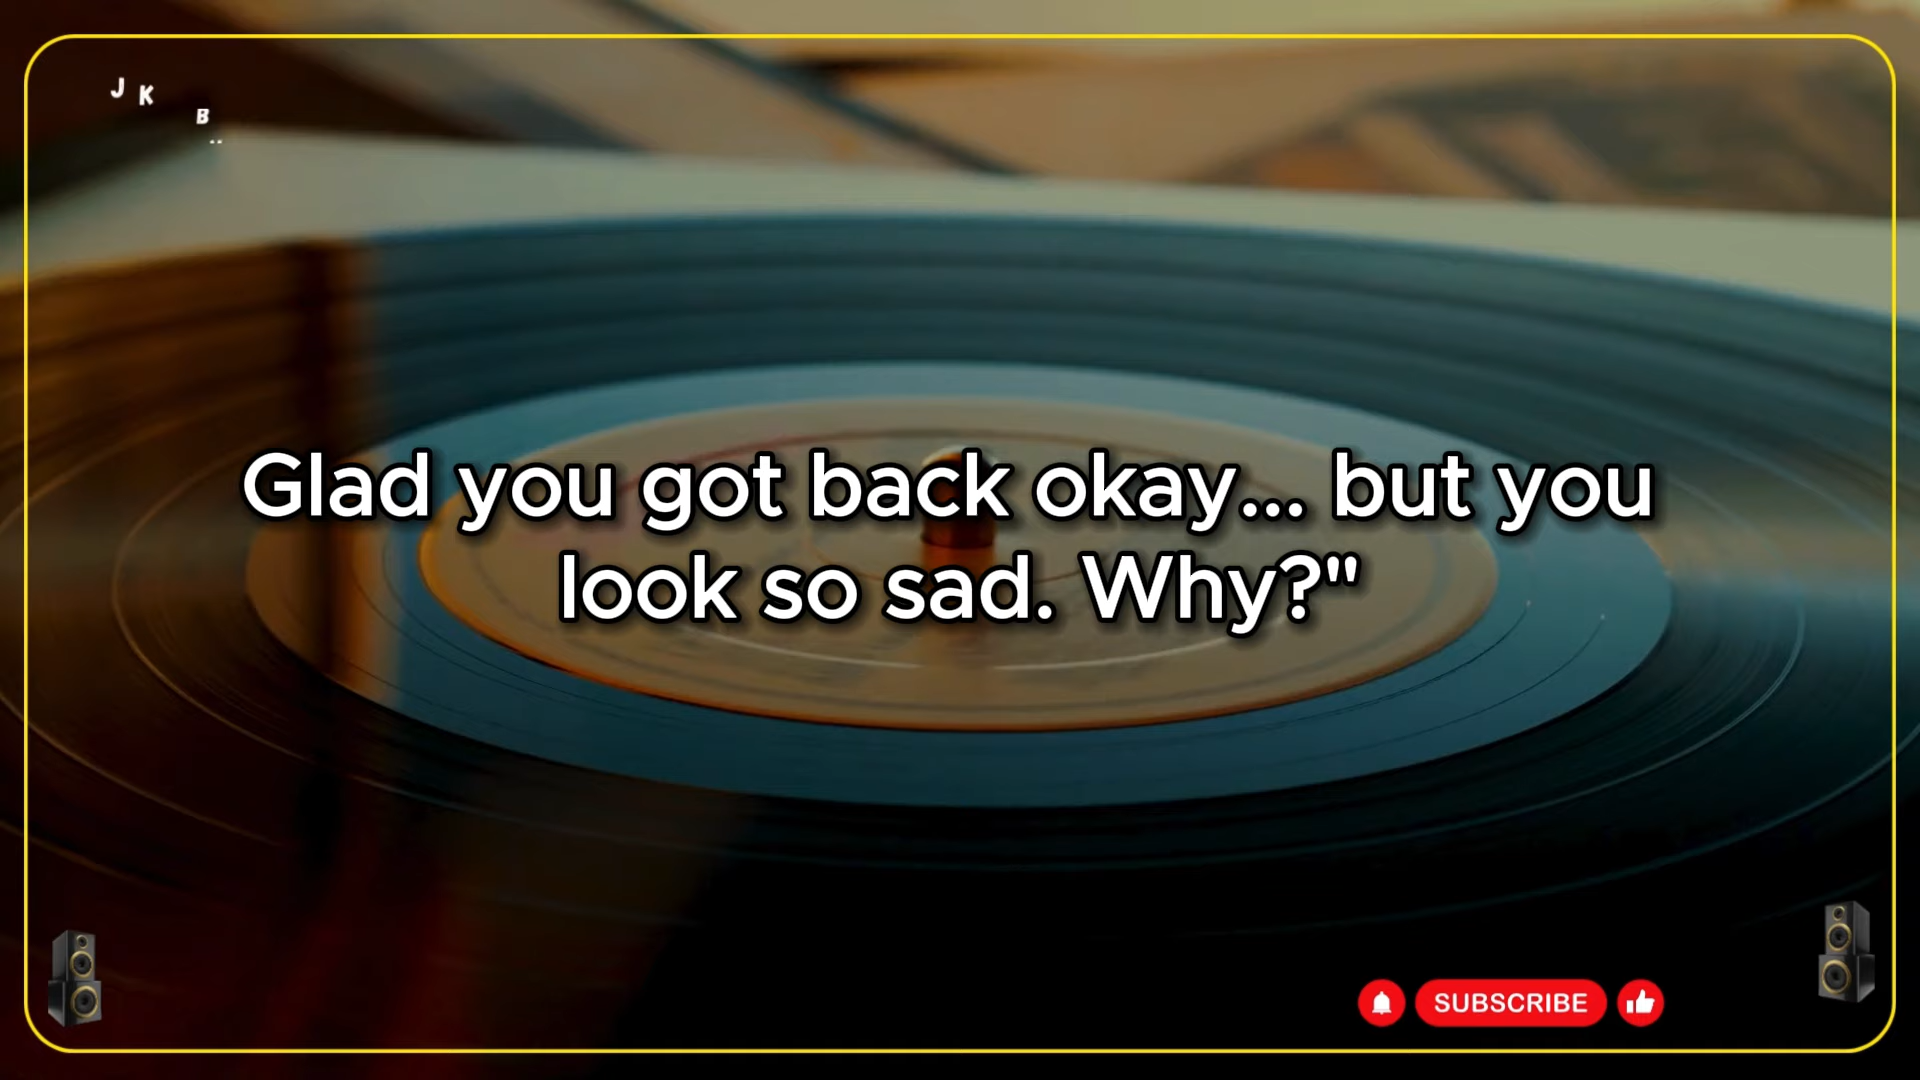 J K
B
Glad you got back okay... but you
look so sad. Why?"
SUBSCRIBE